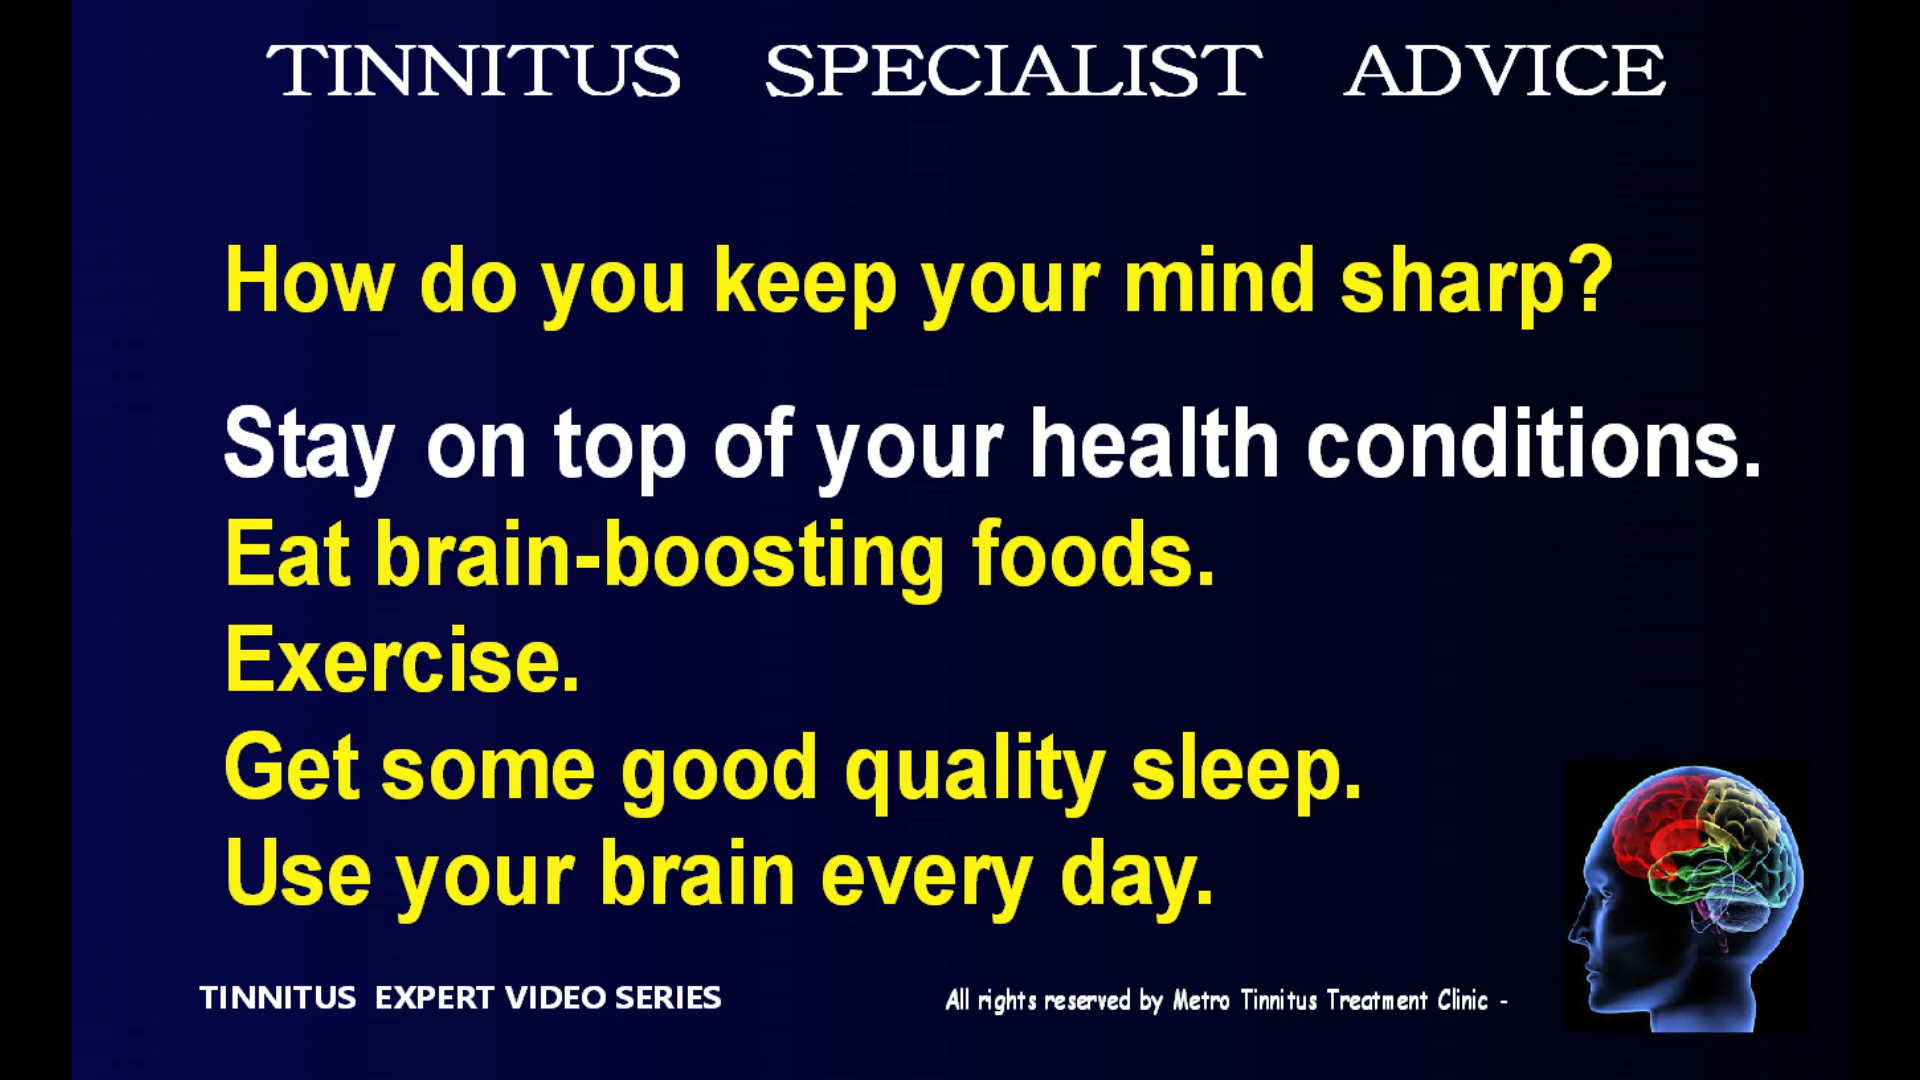 TINNITUS SPECIALIST ADVICE
How do you keep your mind sharp?
Stay on top of your health conditions.
Eat brain-boosting foods.
Exercise.
Get some good quality sleep.
Use your brain every day.
TINNITUS EXPERT VIDEO SERIES
All rights reserved by Metro Tinnitus Treatment Clinic -